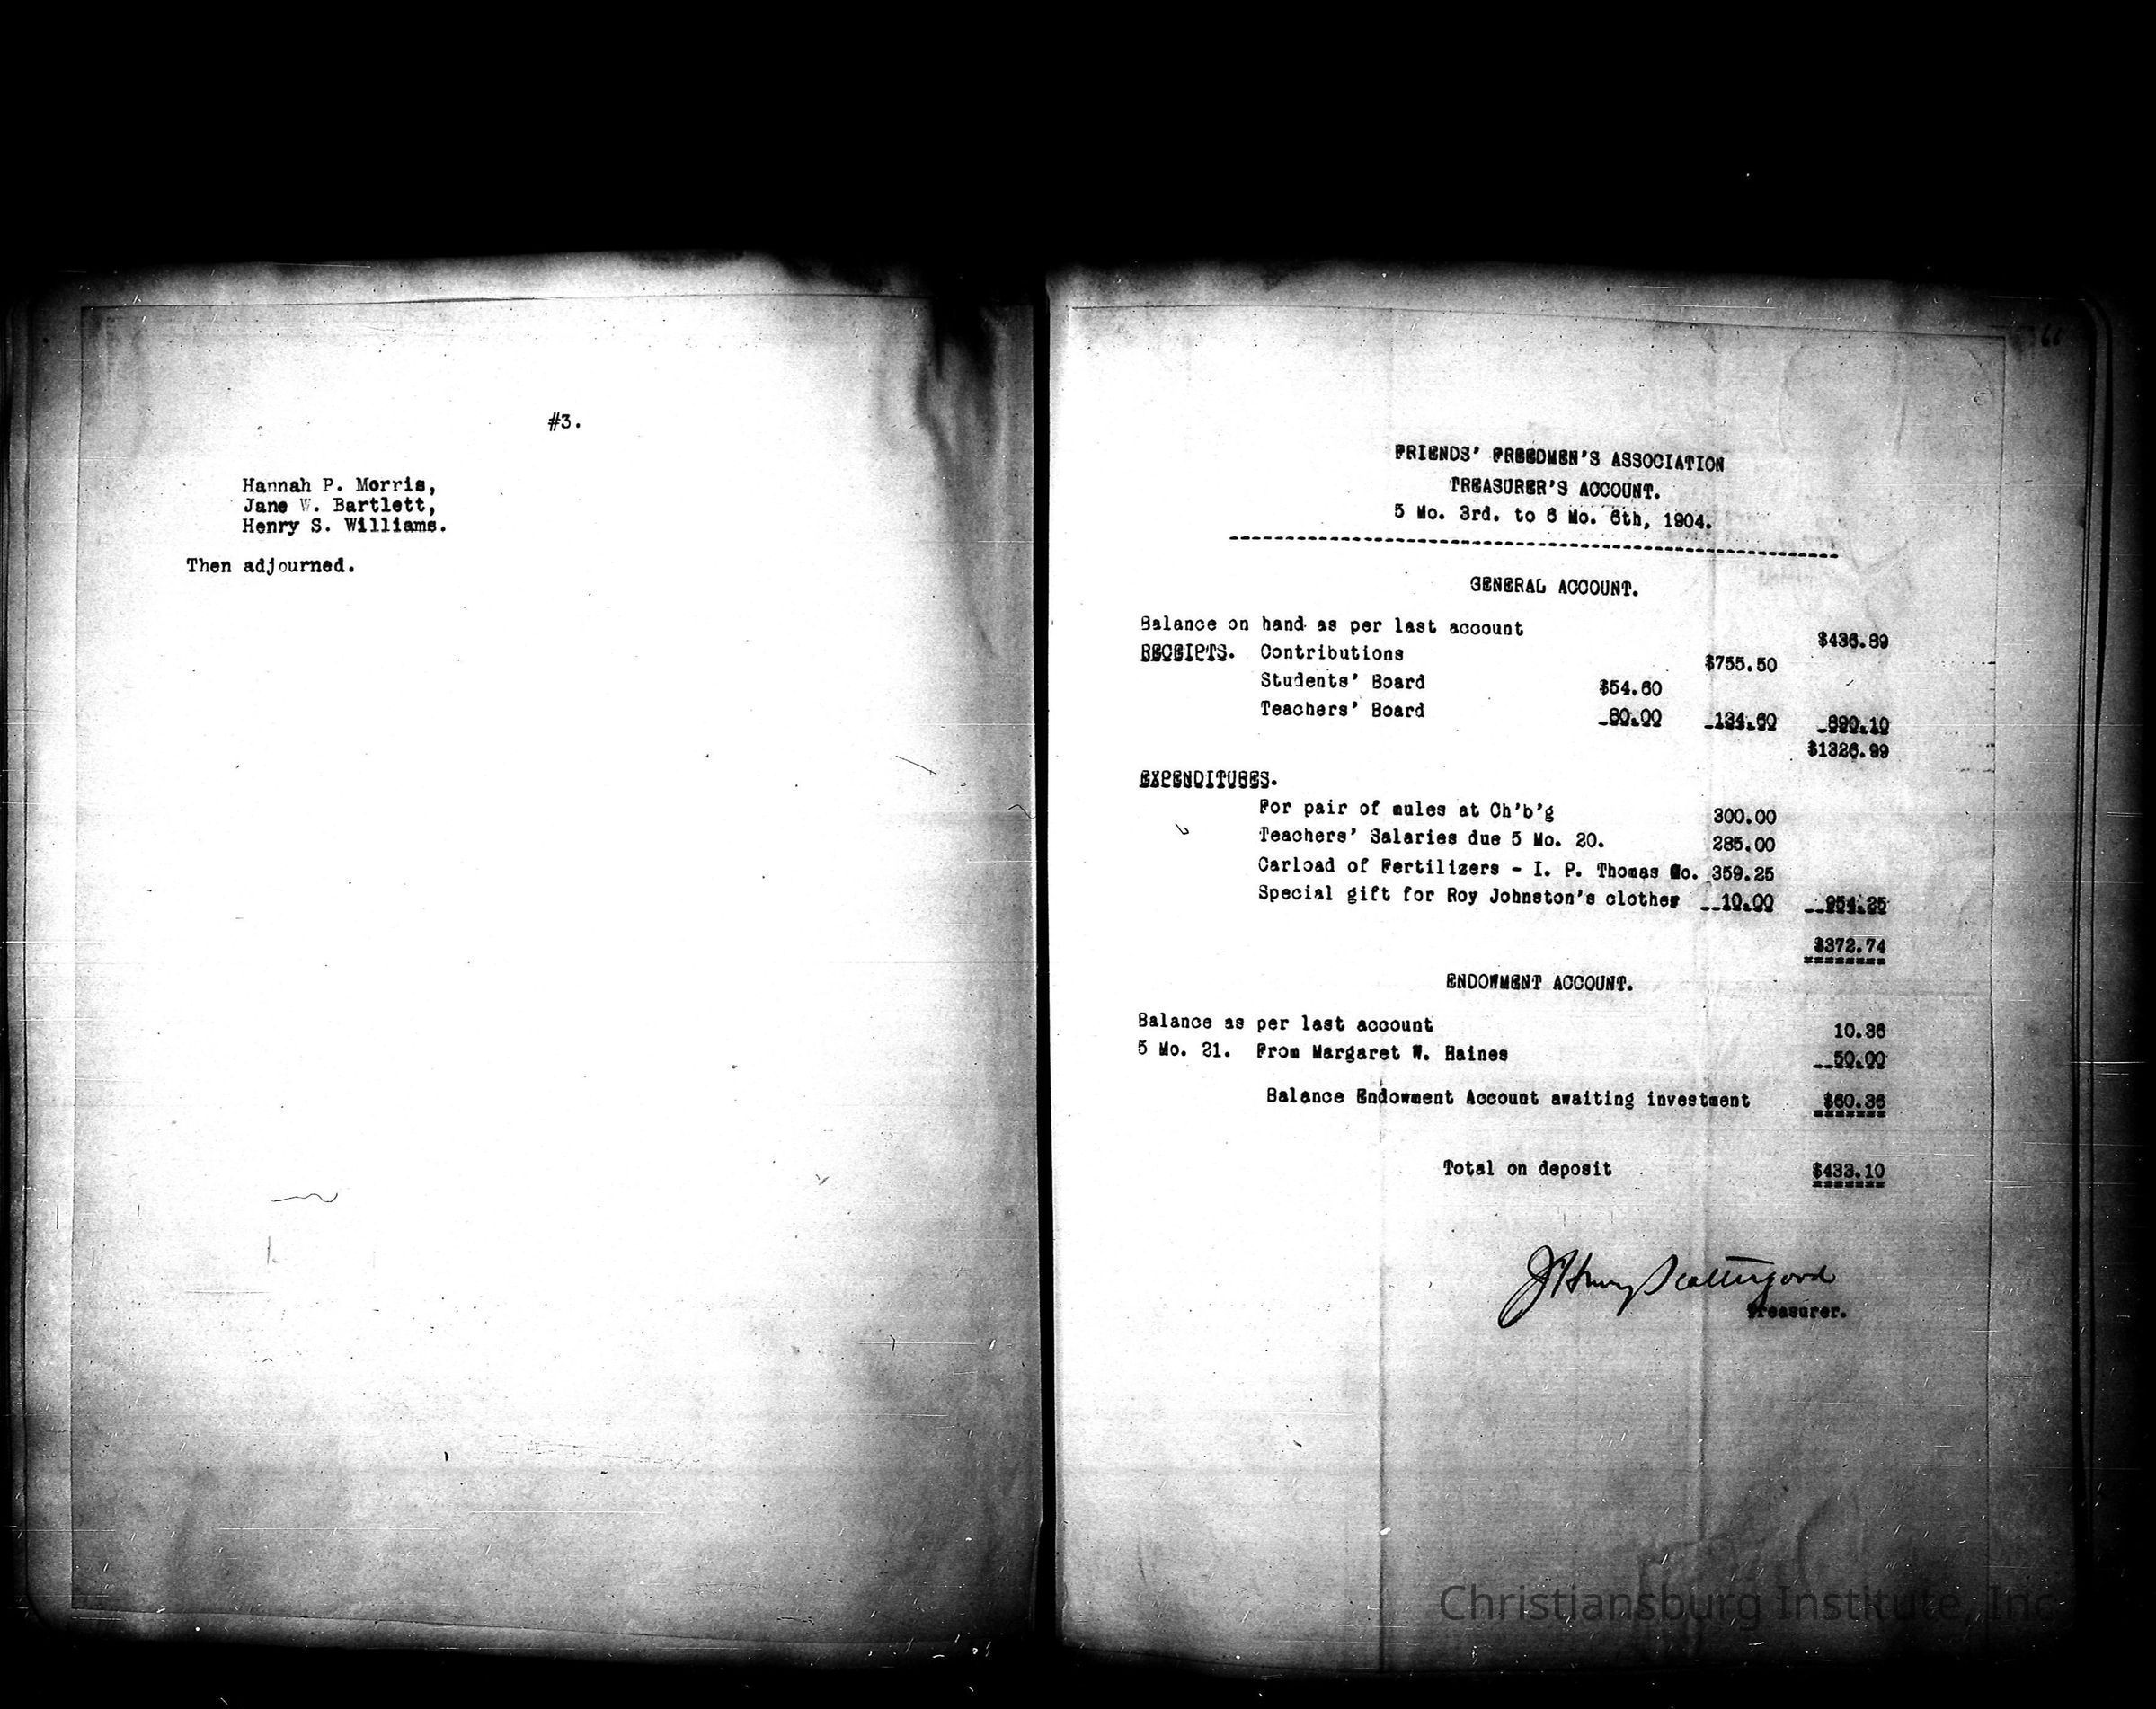 #3.
Hannah P. Morris,
Jane W. Bartlett,
Henry S. Williams.
Then adjourned.
FRIENDS' FREEDMEN'S ASSOCIATION
TREASURER'S ACCOUNT.
5 Mo. 3rd. to 6 Mo. 6th, 1904.
GENERAL ACCOUNT.
Balance on hand as per last account $436.89
RECEIPTS. Contributions $755.50
Students' Board $54.60
Teachers' Board 80.00 134.60 890.10
$1326.99
EXPENDITURES.
For pair of mules at Ch'b'g 300.00
Teachers' Salaries due 5 Mo. 20. 285.00
Carload of Fertilizers - I. P. Thomas Co. 359.25
Special gift for Roy Johnston's clothes 10.00 954.25
$372.74
ENDOWMENT ACCOUNT.
Balance as per last account 10.36
5 Mo. 21. From Margaret W. Haines 50.00
Balance Endowment Account awaiting investment $60.36
Total on deposit $433.10
J Henry Scattergood
Treasurer.
Christiansburg Institute, Inc